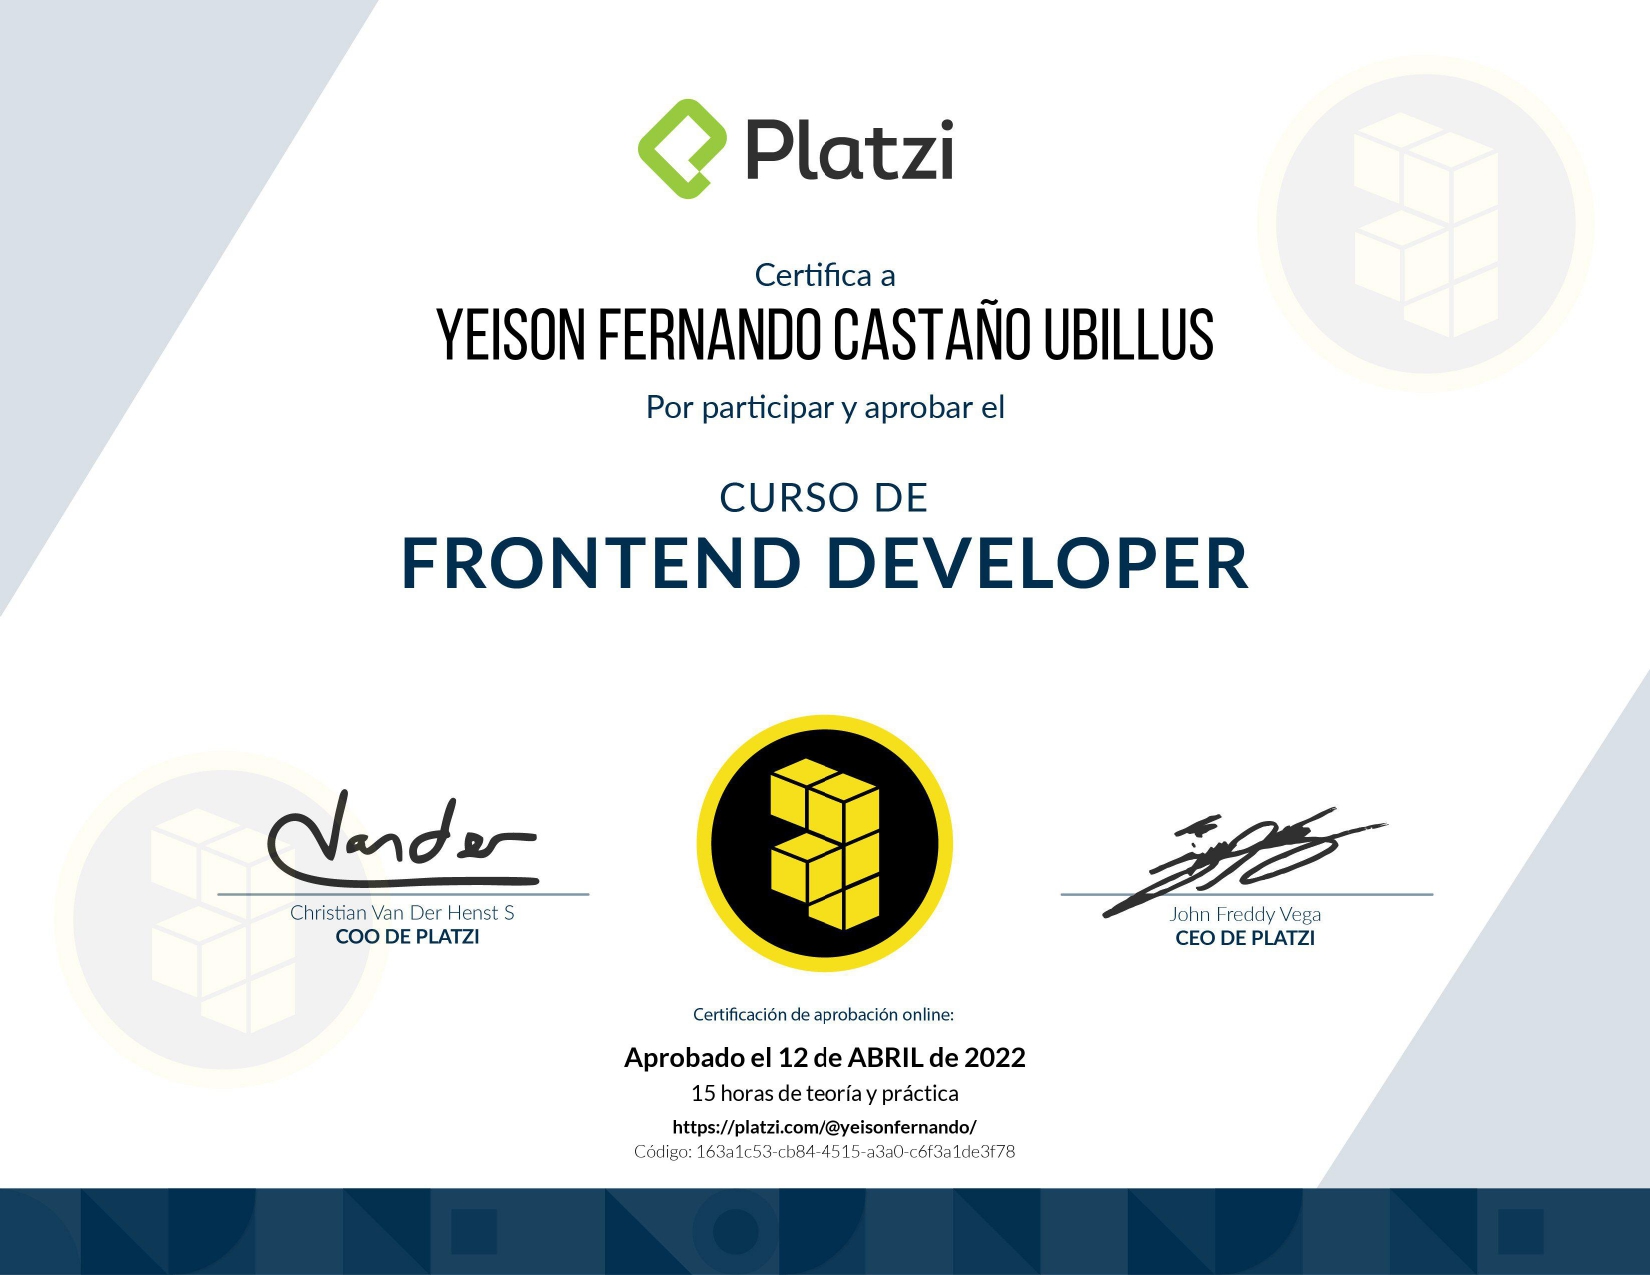 Platzi
Certifica a
YEISON FERNANDO CASTAÑO UBILLUS
Por participar y aprobar el
CURSO DE
FRONTEND DEVELOPER
Vander
Christian Van Der Henst S
COO DE PLATZI
John Freddy Vega
CEO DE PLATZI
Certificación de aprobación online:
Aprobado el 12 de ABRIL de 2022
15 horas de teoría y práctica
https://platzi.com/@yeisonfernando/
Código: 163a1c53-cb84-4515-a3a0-c6f3a1de3f78